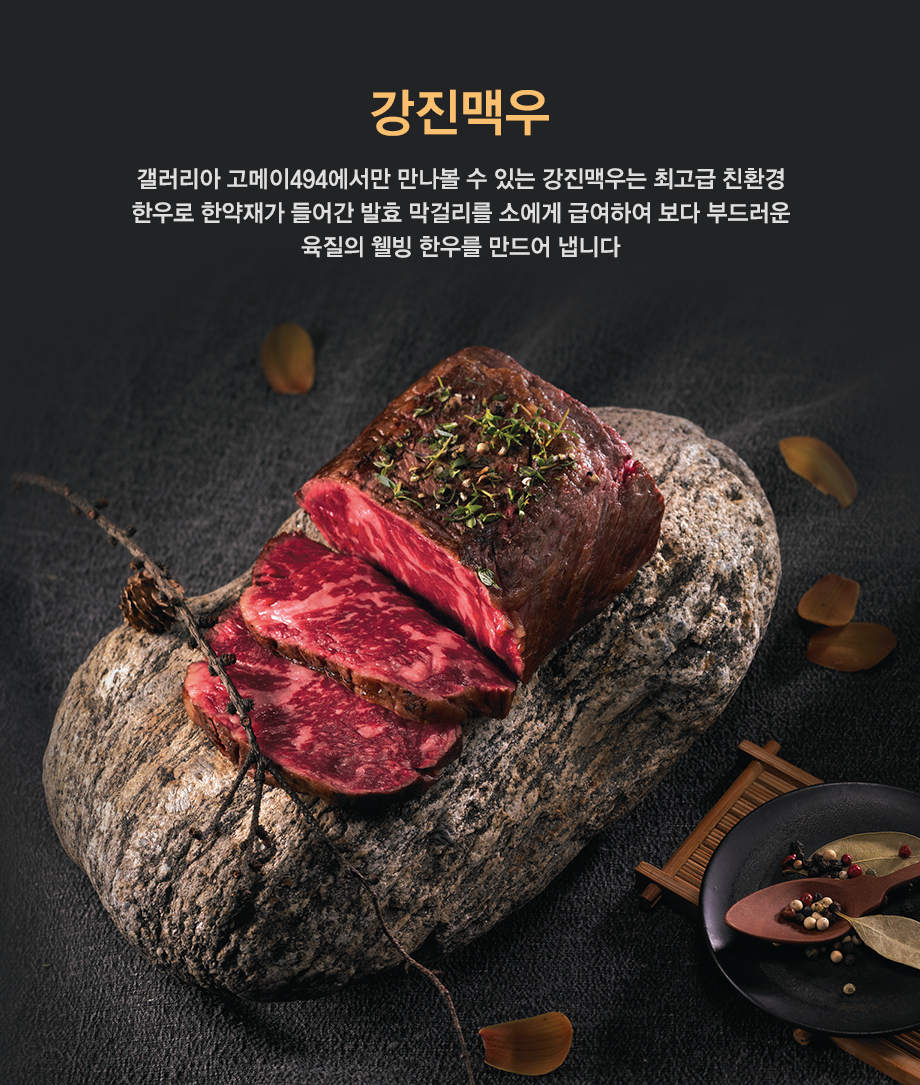 강진맥우
갤러리아 고메이494에서만 만나볼 수 있는 강진맥우는 최고급 친환경
한우로 한약재가 들어간 발효 막걸리를 소에게 급여하여 보다 부드러운
육질의 웰빙 한우를 만드어 냅니다